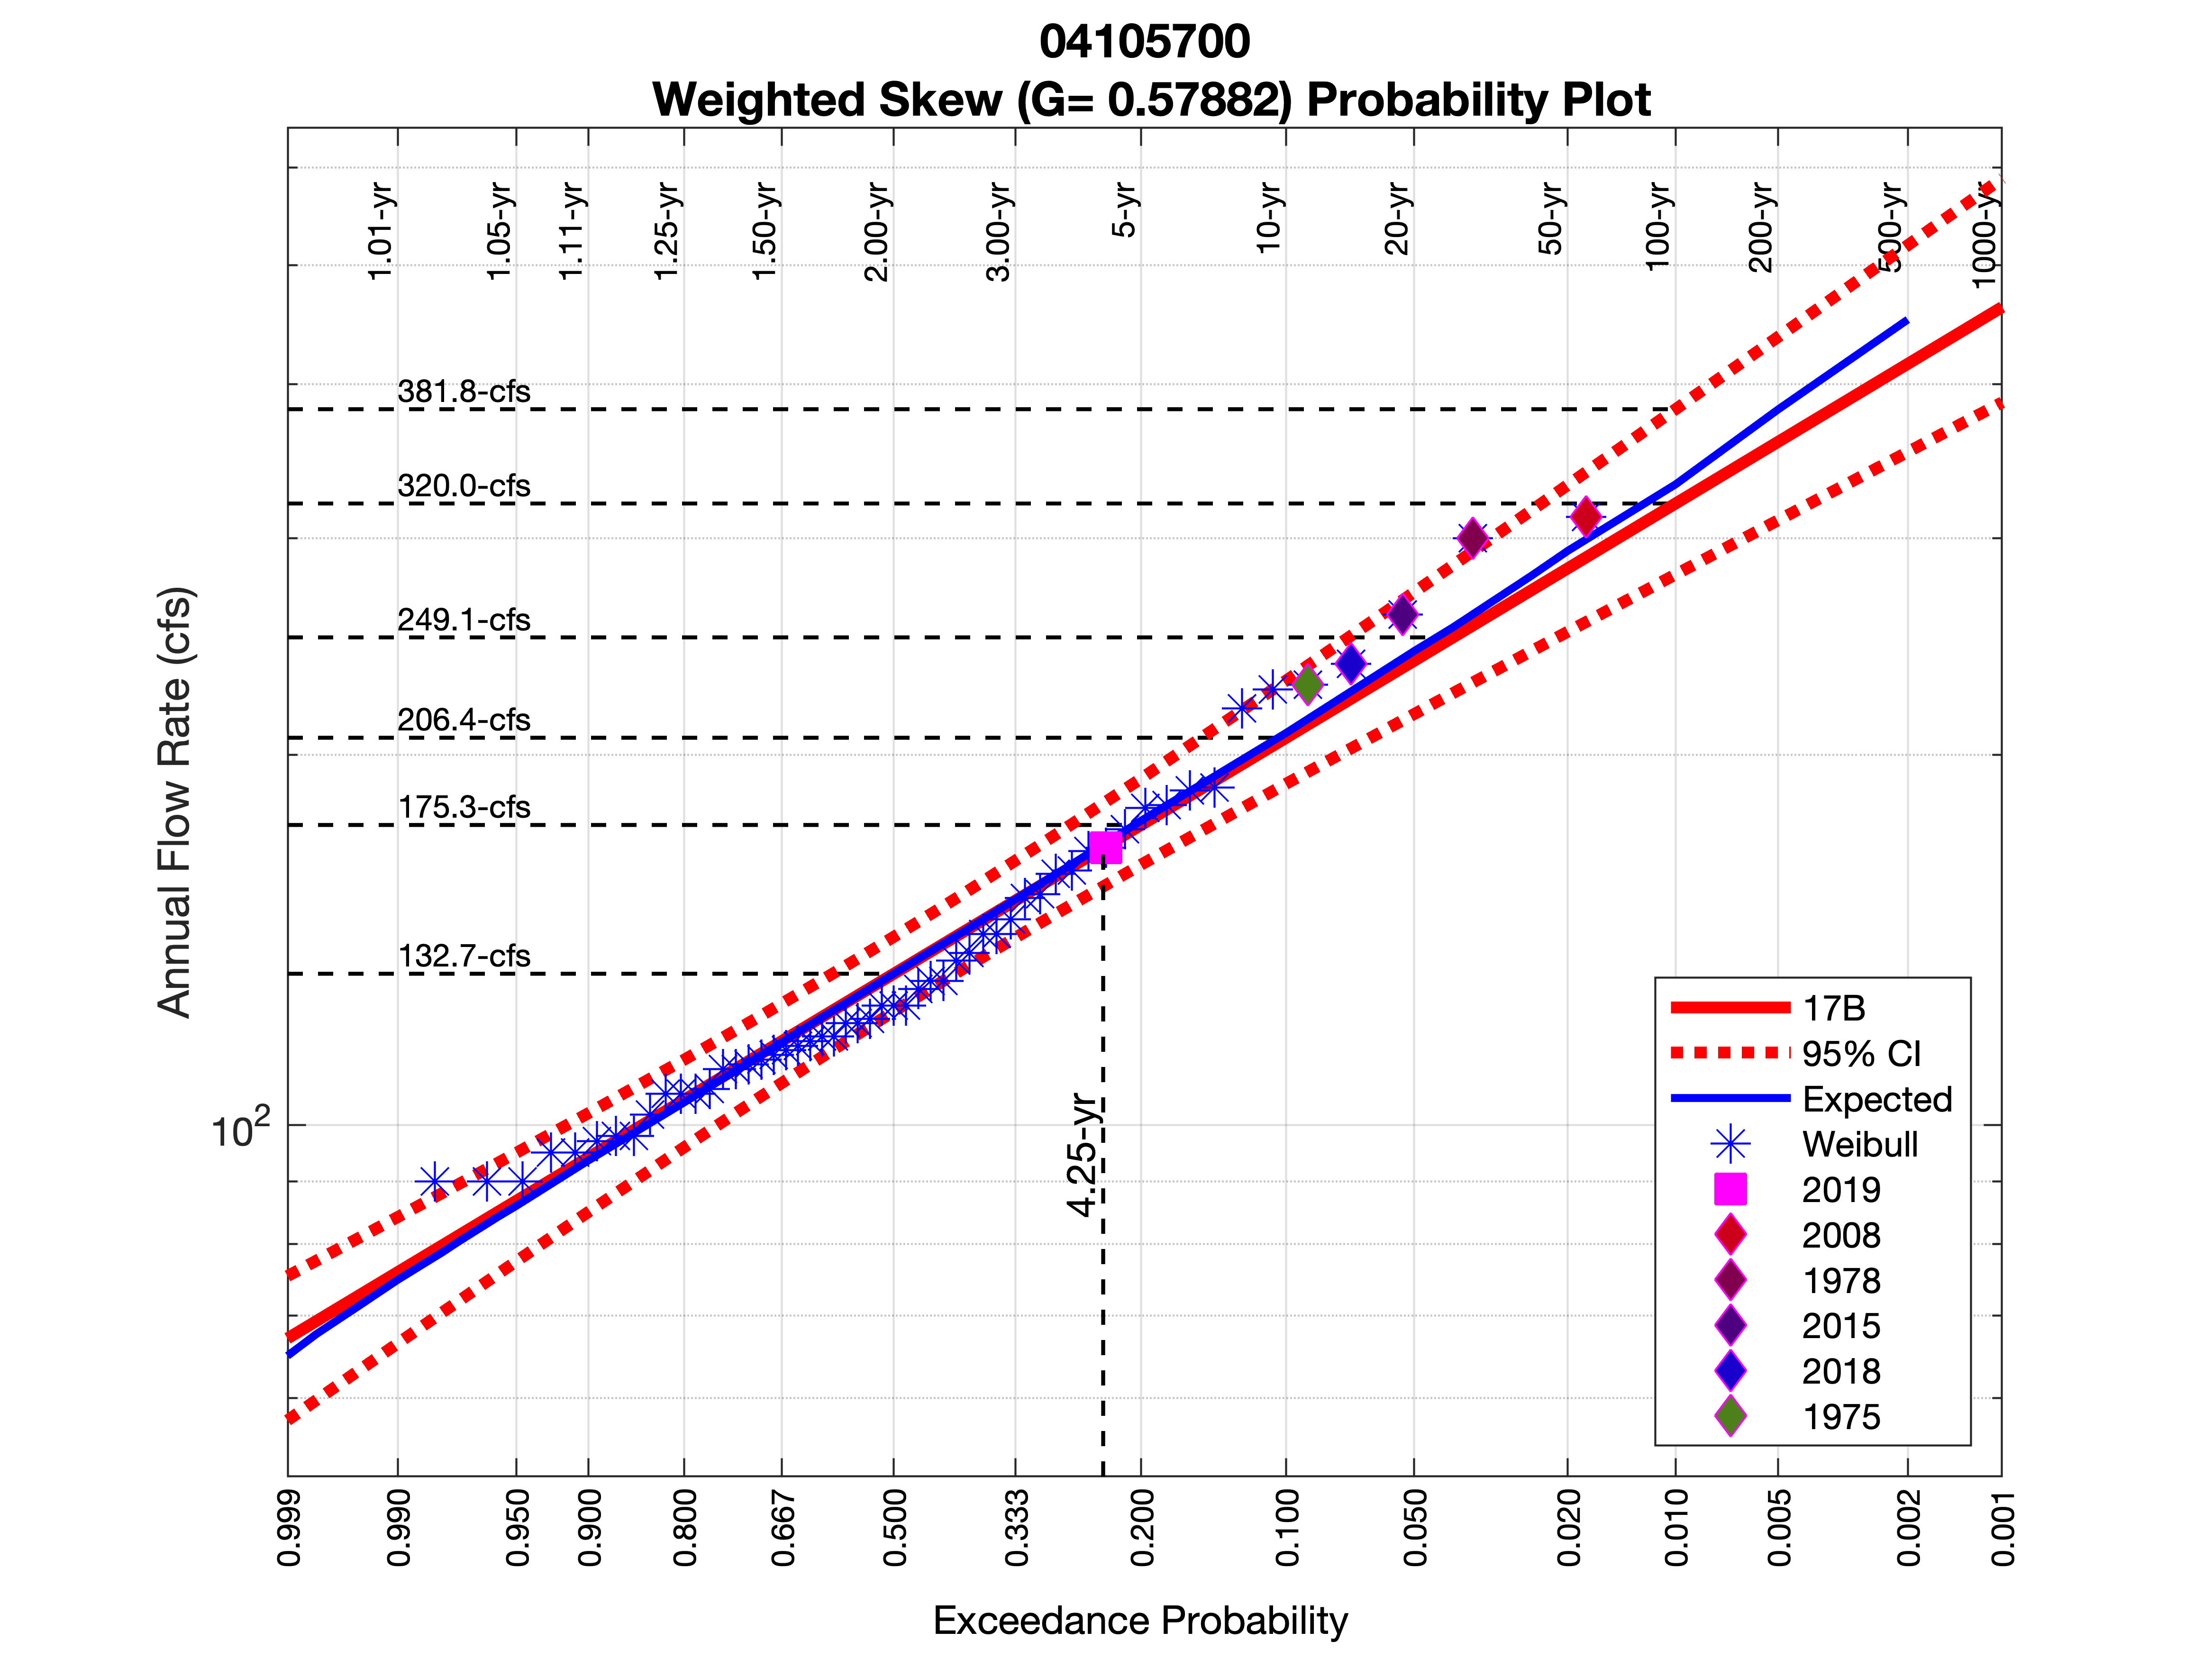 04105700
Weighted Skew (G= 0.57882) Probability Plot
1.01-yr
1.05-yr
1.11-yr
1.25-yr
1.50-yr
2.00-yr
3.00-yr
5-yr
10-yr
20-yr
50-yr
100-yr
200-yr
500-yr
1000-yr
381.8-cfs
320.0-cfs
249.1-cfs
206.4-cfs
175.3-cfs
132.7-cfs
Annual Flow Rate (cfs)
10²
4.25-yr
17B
95% CI
Expected
Weibull
2019
2008
1978
2015
2018
1975
0.999
0.990
0.950
0.900
0.800
0.667
0.500
0.333
0.200
0.100
0.050
0.020
0.010
0.005
0.002
0.001
Exceedance Probability